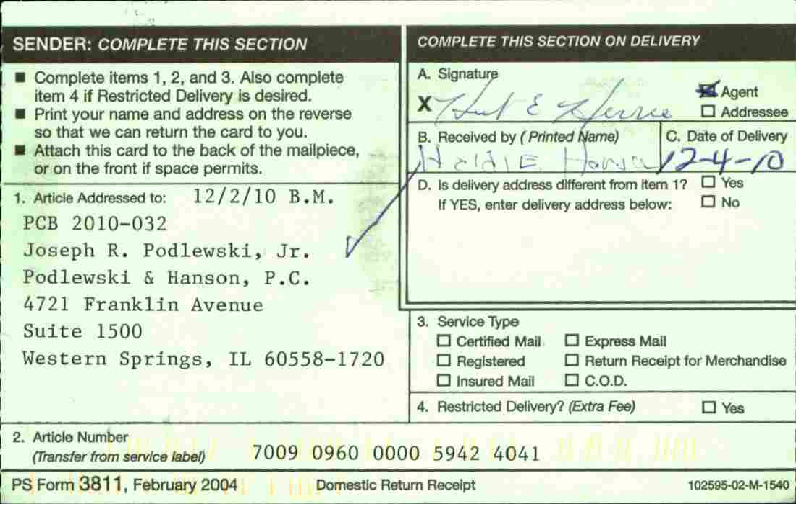 SENDER: COMPLETE THIS SECTION
■ Complete items 1, 2, and 3. Also complete
item 4 if Restricted Delivery is desired.
■ Print your name and address on the reverse
so that we can return the card to you.
■ Attach this card to the back of the mailpiece,
or on the front if space permits.
1. Article Addressed to: 12/2/10 B.M.
PCB 2010-032
Joseph R. Podlewski, Jr.
Podlewski & Hanson, P.C.
4721 Franklin Avenue
Suite 1500
Western Springs, IL 60558-1720
COMPLETE THIS SECTION ON DELIVERY
A. Signature
X
☒ Agent
☐ Addressee
B. Received by (Printed Name) C. Date of Delivery
12-4-10
D. Is delivery address different from item 1? ☐ Yes
If YES, enter delivery address below: ☐ No
3. Service Type
☐ Certified Mail ☐ Express Mail
☐ Registered ☐ Return Receipt for Merchandise
☐ Insured Mail ☐ C.O.D.
4. Restricted Delivery? (Extra Fee) ☐ Yes
2. Article Number
(Transfer from service label) 7009 0960 0000 5942 4041
PS Form 3811, February 2004 Domestic Return Receipt 102595-02-M-1540